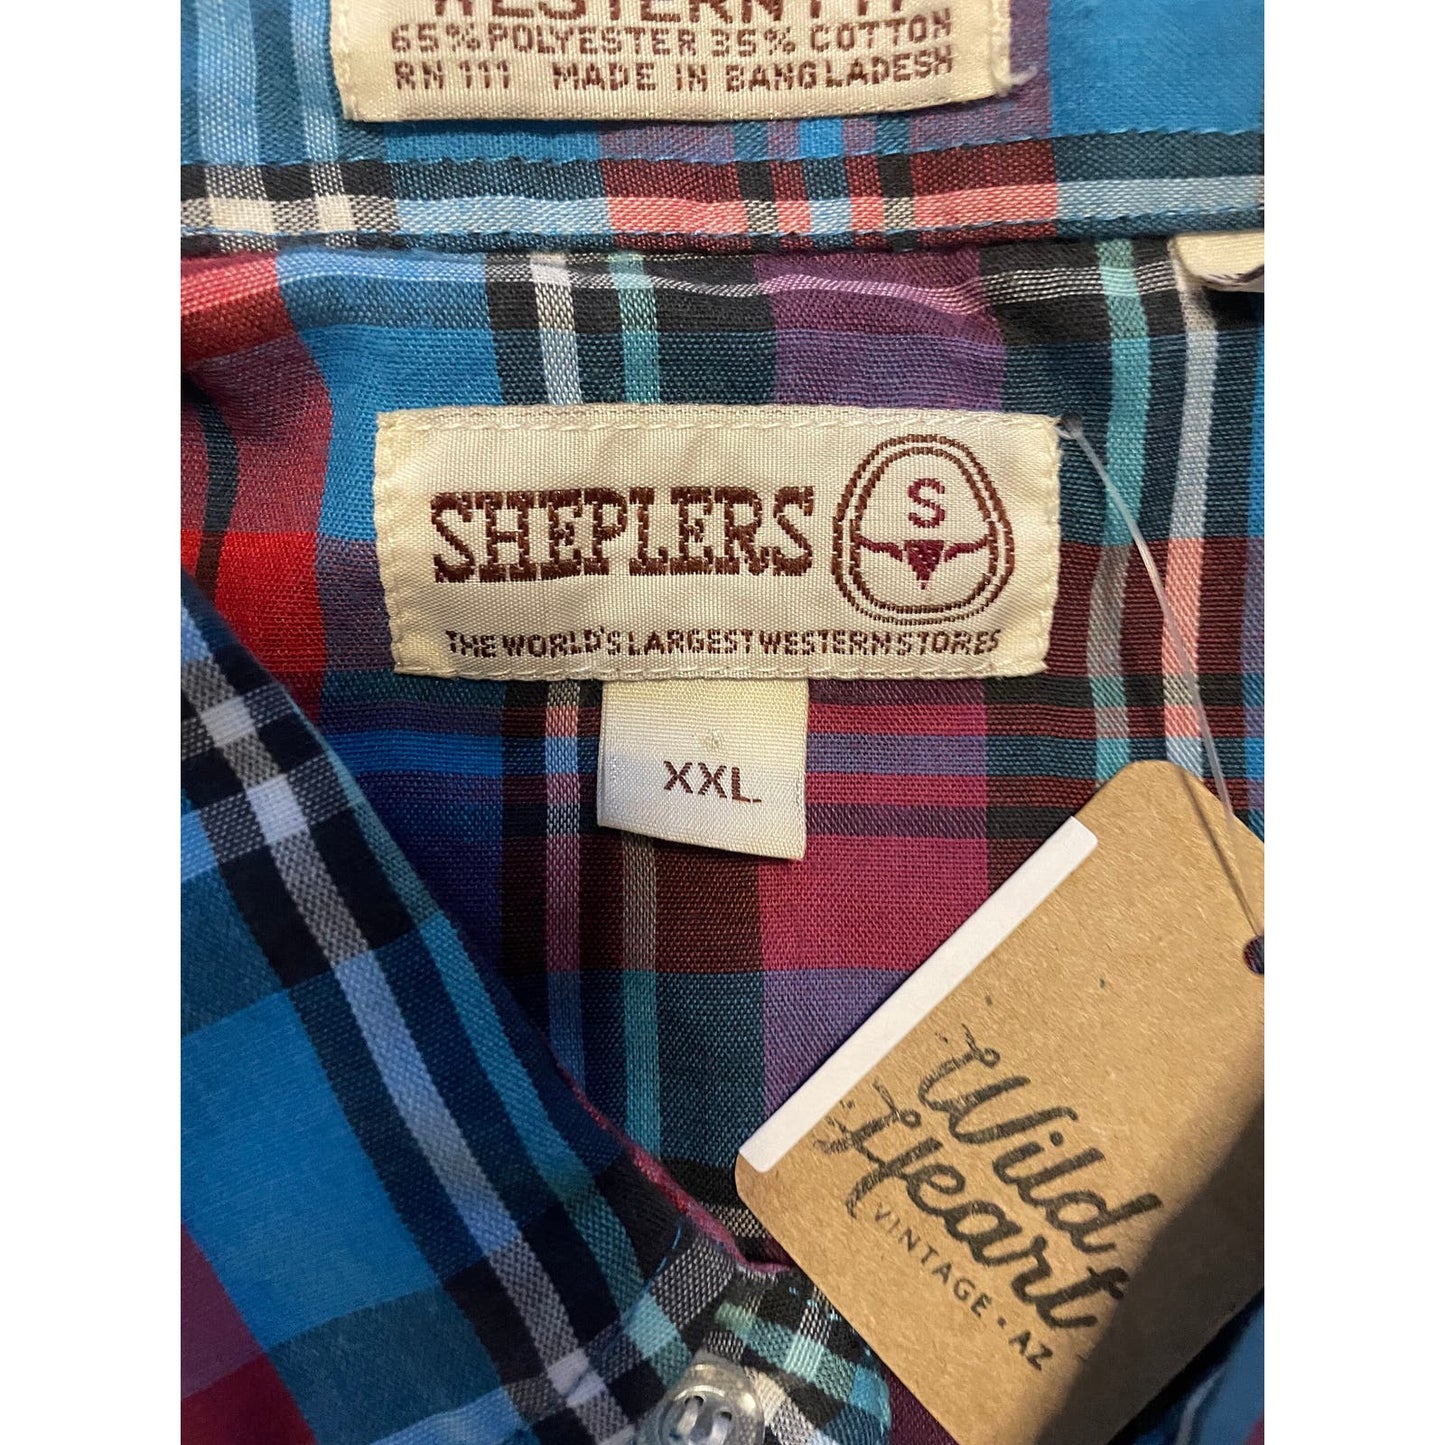 WESTERN FIT
65% POLYESTER 35% COTTON
RN 111 MADE IN BANGLADESH
SHEPLERS
S
THE WORLD'S LARGEST WESTERN STORES
XXL
Wild
Heart
VINTAGE · AZ